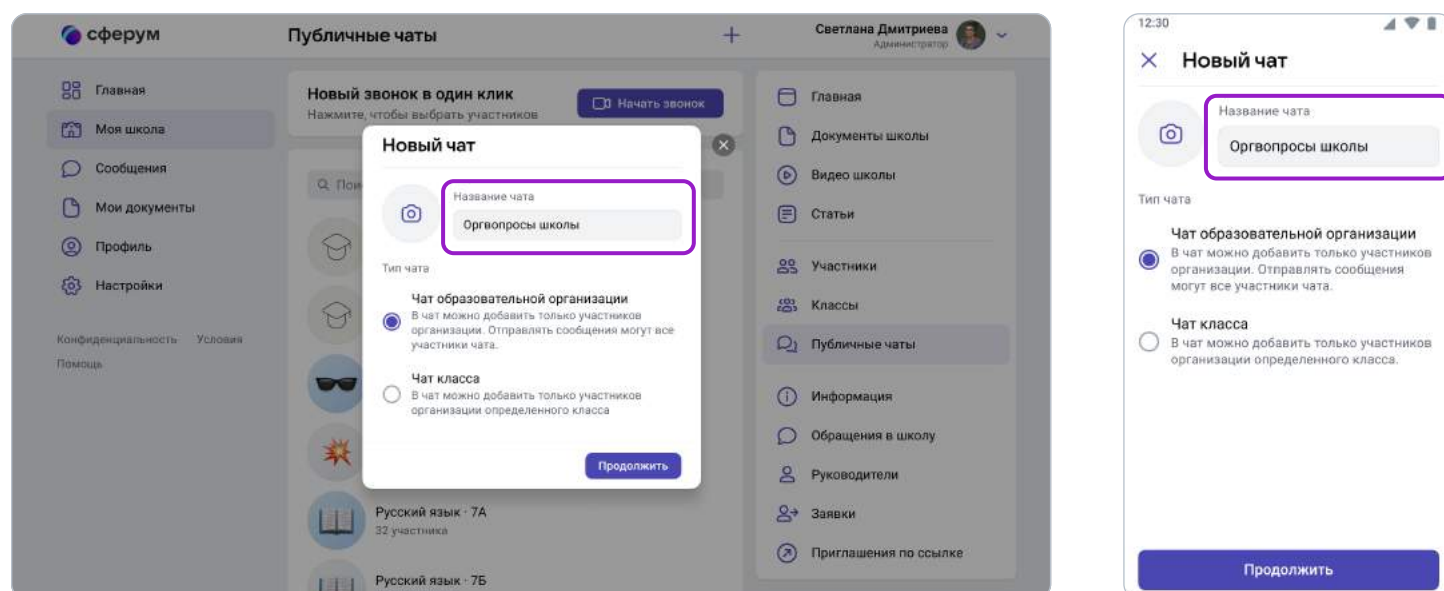 сферум
Публичные чаты
Светлана Дмитриева
Администратор
Главная
Моя школа
Сообщения
Мои документы
Профиль
Настройки
Конфиденциальность Условия
Помощь
Новый звонок в один клик
Нажмите, чтобы выбрать участников
Начать звонок
Новый чат
Название чата
Оргвопросы школы
Тип чата
Чат образовательной организации
В чат можно добавить только участников
организации. Отправлять сообщения могут все
участники чата.
Чат класса
В чат можно добавить только участников
организации определенного класса
Продолжить
Русский язык · 7А
32 участника
Русский язык · 7Б
Главная
Документы школы
Видео школы
Статьи
Участники
Классы
Публичные чаты
Информация
Обращения в школу
Руководители
Заявки
Приглашения по ссылке
12:30
Новый чат
Название чата
Оргвопросы школы
Тип чата
Чат образовательной организации
В чат можно добавить только участников
организации. Отправлять сообщения
могут все участники чата.
Чат класса
В чат можно добавить только участников
организации определенного класса.
Продолжить